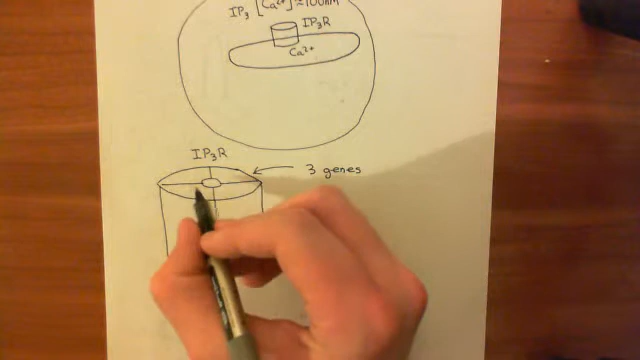 IP₃ [Ca²⁺] ≈ 100nM
IP₃R
Ca²⁺
IP₃R
3 genes